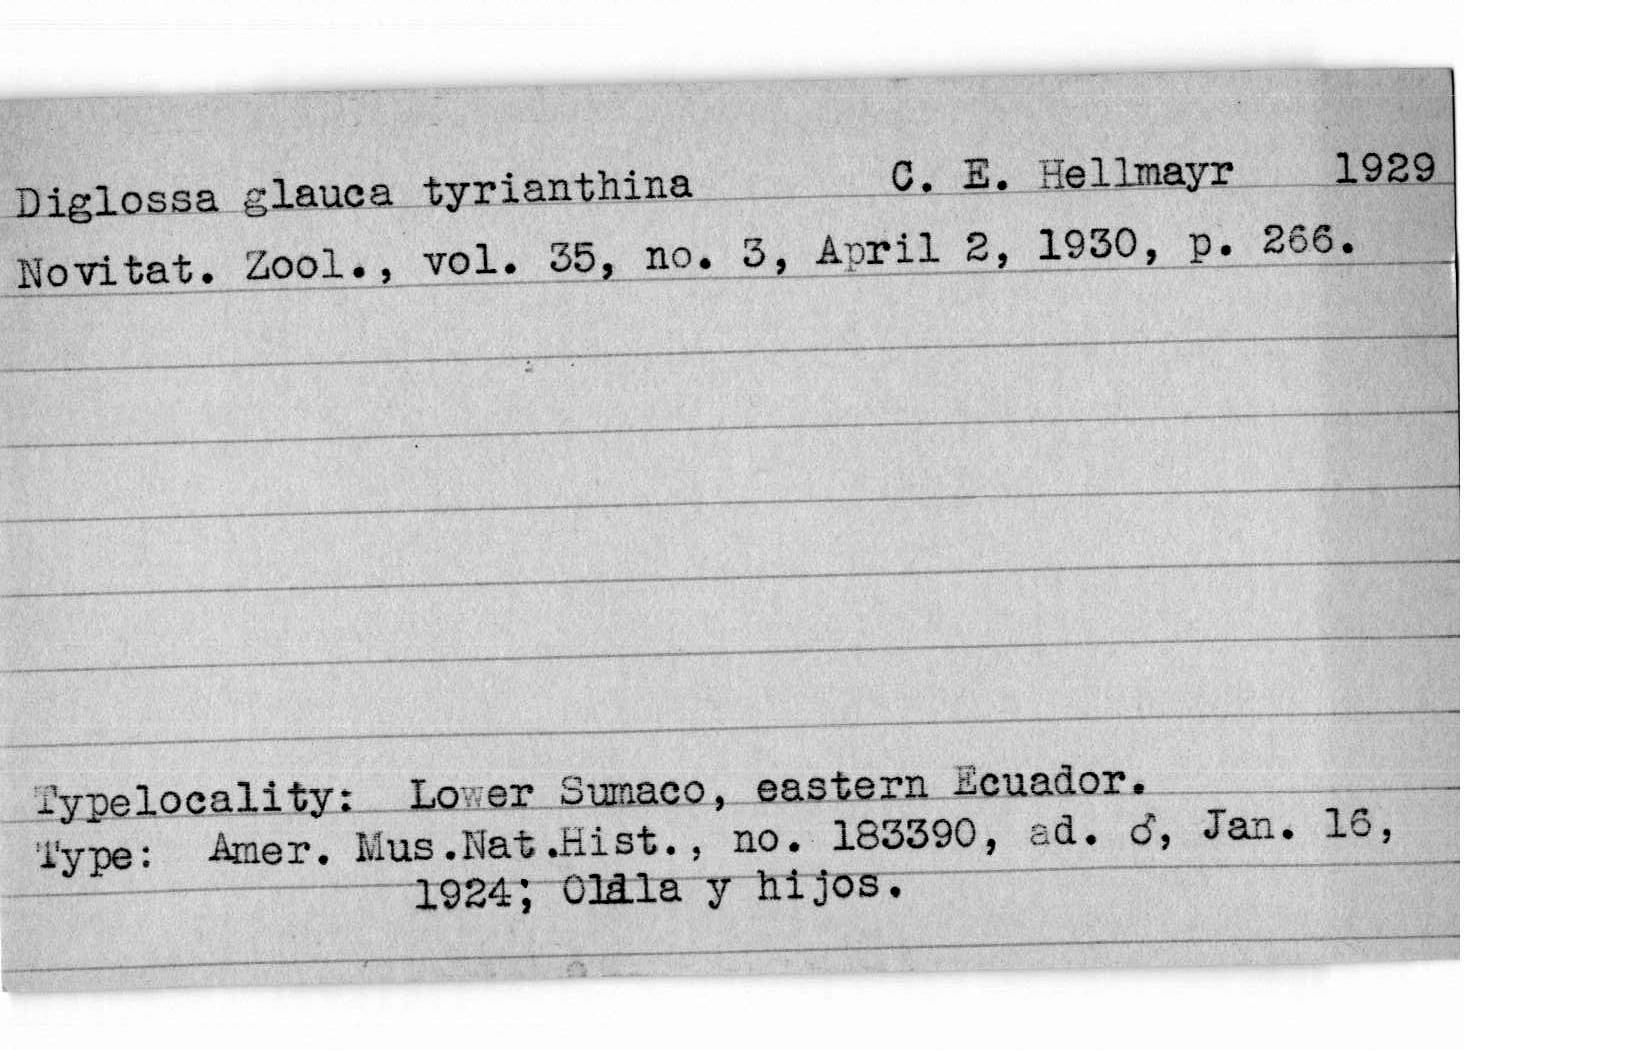 Diglossa glauca tyrianthina C. E. Hellmayr 1929
Novitat. Zool., vol. 35, no. 3, April 2, 1930, p. 266.
Typelocality: Lower Sumaco, eastern Ecuador.
Type: Amer. Mus.Nat.Hist., no. 183390, ad. ♂, Jan. 16,
1924; Olalla y hijos.